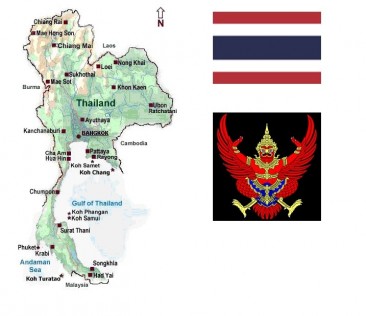 N
Chiang Rai
Mae Hong Son
Chiang Mai
Laos
Nong Khai
Loei
Sukhothai
Khon Kaen
Burma
Mae Sot
Thailand
Ubon
Ratchatani
Ayuthaya
Kanchanaburi
BANGKOK
Cambodia
Cha Am
Pattaya
Hua Hin
Rayong
Koh Samet
Koh Chang
Chumpon
Gulf of Thailand
Koh Phangan
Koh Samui
Surat Thani
Phuket
Krabi
Andaman
Sea
Songkhla
Had Yai
Koh Turatao
Malaysia